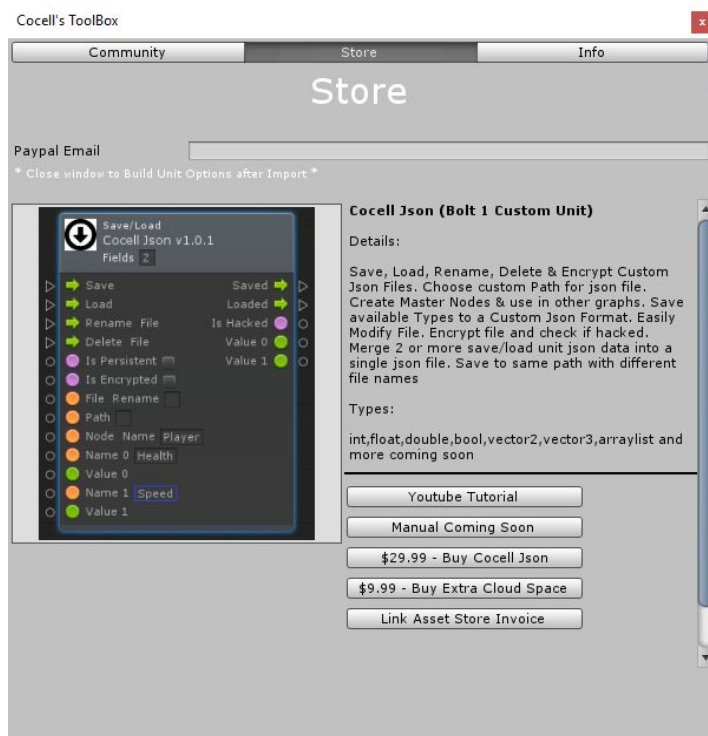 Cocell's ToolBox
x
Community Store Info
Store
Paypal Email
* Close window to Build Unit Options after Import *
Save/Load
Cocell Json v1.0.1
Fields 2
Save Saved
Load Loaded
Rename File Is Hacked
Delete File Value 0
Is Persistent Value 1
Is Encrypted
File Rename
Path
Node Name Player
Name 0 Health
Value 0
Name 1 Speed
Value 1
Cocell Json (Bolt 1 Custom Unit)
Details:
Save, Load, Rename, Delete & Encrypt Custom
Json Files. Choose custom Path for json file.
Create Master Nodes & use in other graphs. Save
available Types to a Custom Json Format. Easily
Modify File. Encrypt file and check if hacked.
Merge 2 or more save/load unit json data into a
single json file. Save to same path with different
file names
Types:
int,float,double,bool,vector2,vector3,arraylist and
more coming soon
Youtube Tutorial
Manual Coming Soon
$29.99 - Buy Cocell Json
$9.99 - Buy Extra Cloud Space
Link Asset Store Invoice